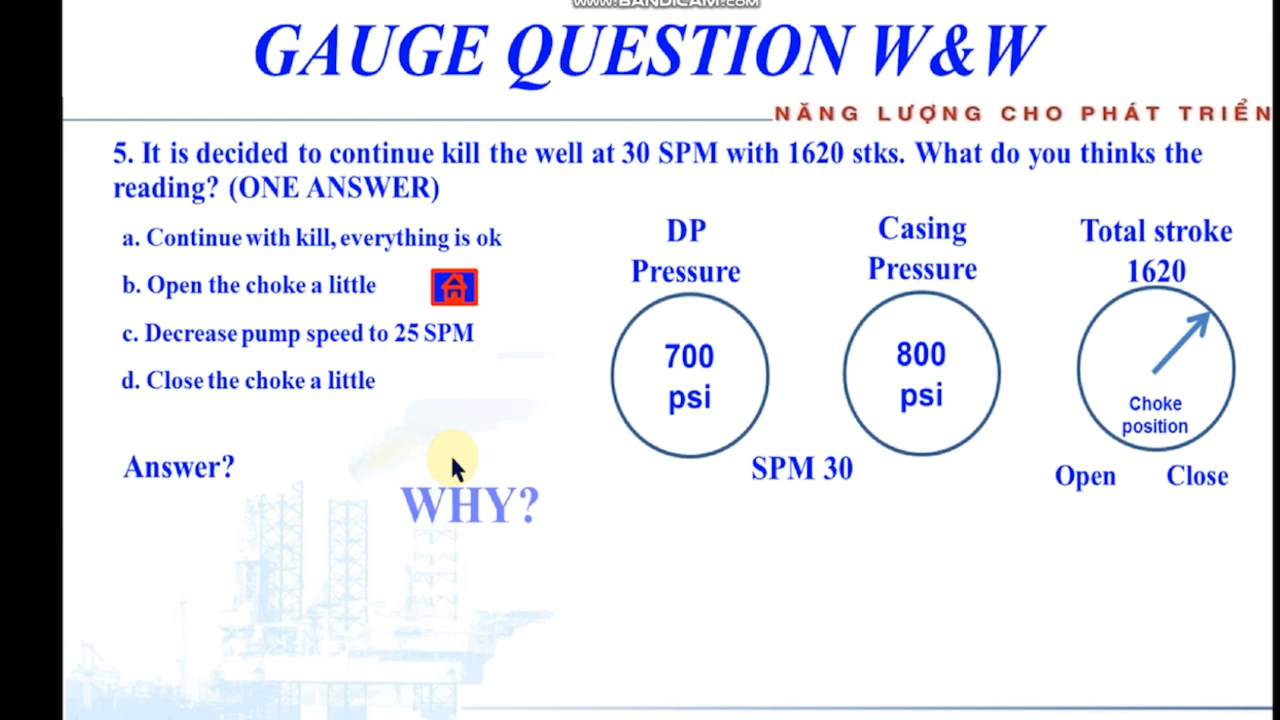 www.BANDICAM.com
GAUGE QUESTION W&W
NĂNG LƯỢNG CHO PHÁT TRIỂN
5. It is decided to continue kill the well at 30 SPM with 1620 stks. What do you thinks the
reading? (ONE ANSWER)
a. Continue with kill, everything is ok
b. Open the choke a little
c. Decrease pump speed to 25 SPM
d. Close the choke a little
Answer?
WHY?
DP
Pressure
700
psi
Casing
Pressure
800
psi
SPM 30
Total stroke
1620
Choke
position
Open Close